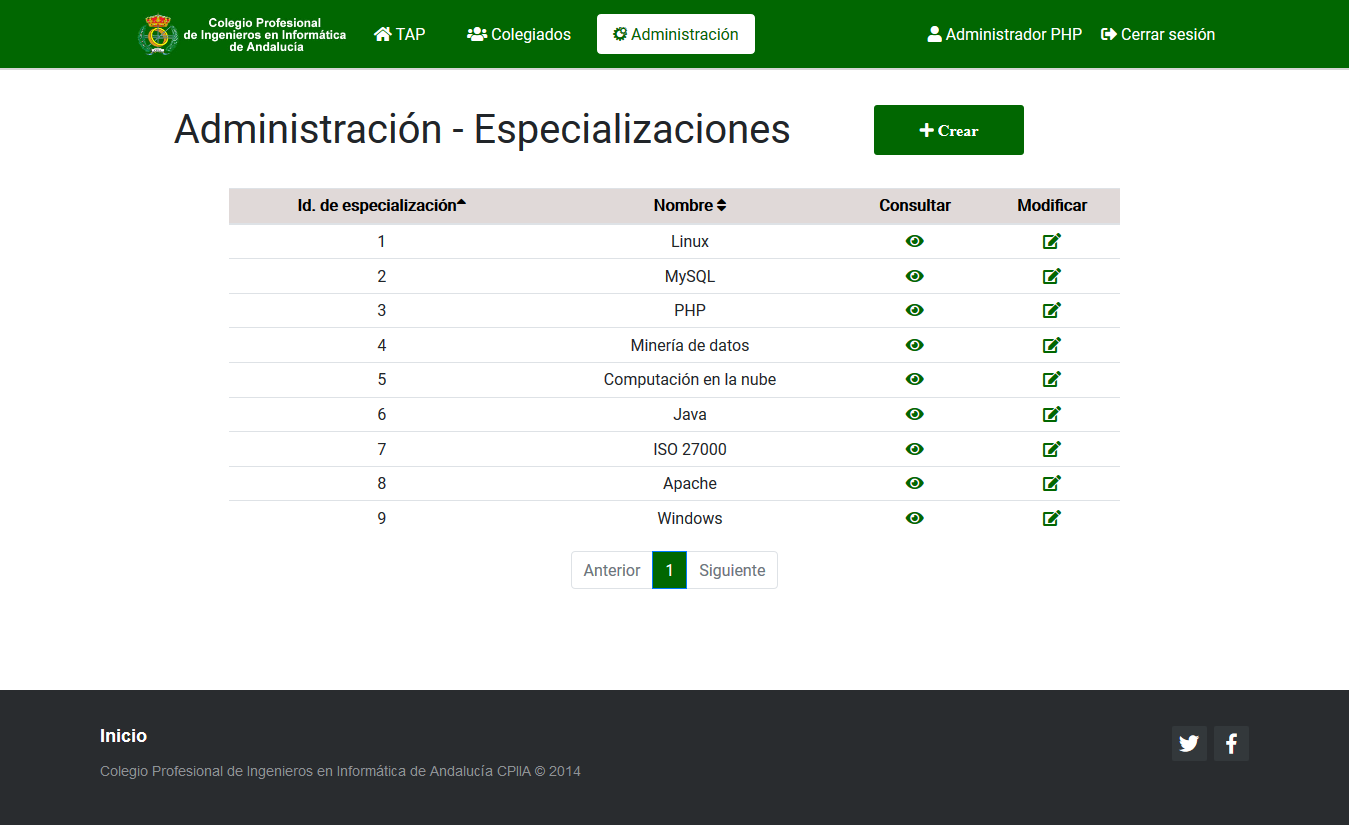 Colegio Profesional
de Ingenieros en Informática
de Andalucía
TAP
Colegiados
Administración
Administrador PHP
Cerrar sesión
Administración - Especializaciones
Crear
Id. de especialización Nombre Consultar Modificar
1 Linux
2 MySQL
3 PHP
4 Minería de datos
5 Computación en la nube
6 Java
7 ISO 27000
8 Apache
9 Windows
Anterior 1 Siguiente
Inicio
Colegio Profesional de Ingenieros en Informática de Andalucía CPIIA © 2014